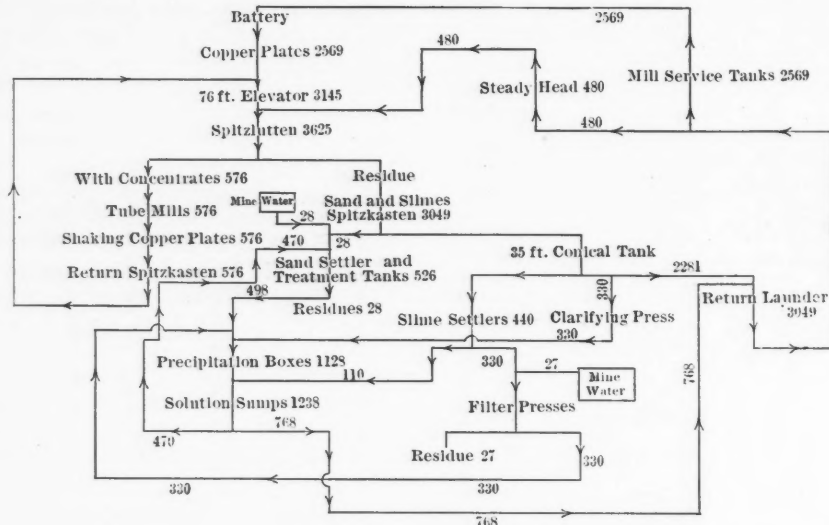 Battery
2569
Copper Plates 2569
480
Steady Head 480
Mill Service Tanks 2569
76 ft. Elevator 3145
480
Spitzlutten 3625
With Concentrates 576
Residue
Mine Water
Sand and Slimes
Spitzkasten 3049
Tube Mills 576
28
Shaking Copper Plates 576
470
28
35 ft. Conical Tank
2281
Return Spitzkasten 576
Sand Settler and
Treatment Tanks 526
498
330
Return Launder
3049
Residues 28
Slime Settlers 440
Clarifying Press
330
Precipitation Boxes 1128
110
330
27
Mine
Water
768
Solution Sumps 1238
Filter Presses
470
768
Residue 27
330
330
330
768